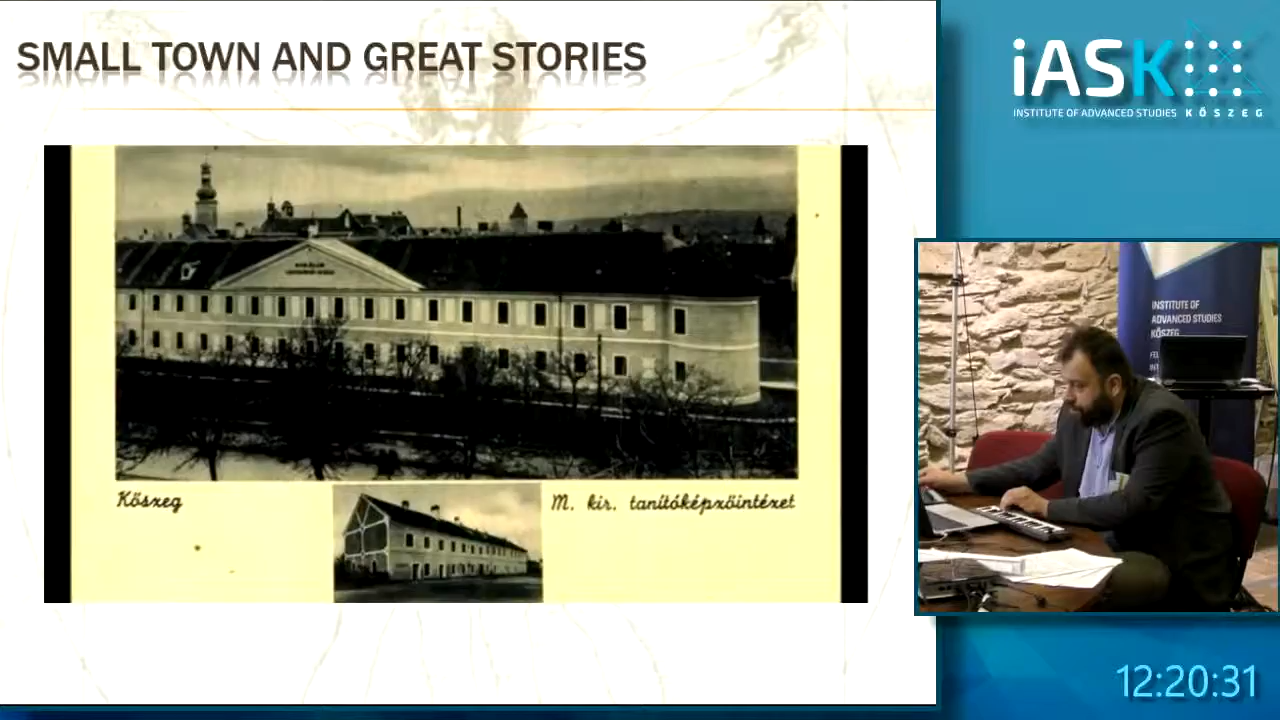 SMALL TOWN AND GREAT STORIES
Kőszeg
M. kir. tanítóképzőintézet
iASK
INSTITUTE OF ADVANCED STUDIES KŐSZEG
INSTITUTE OF
ADVANCED STUDIES
KŐSZEG
12:20:31